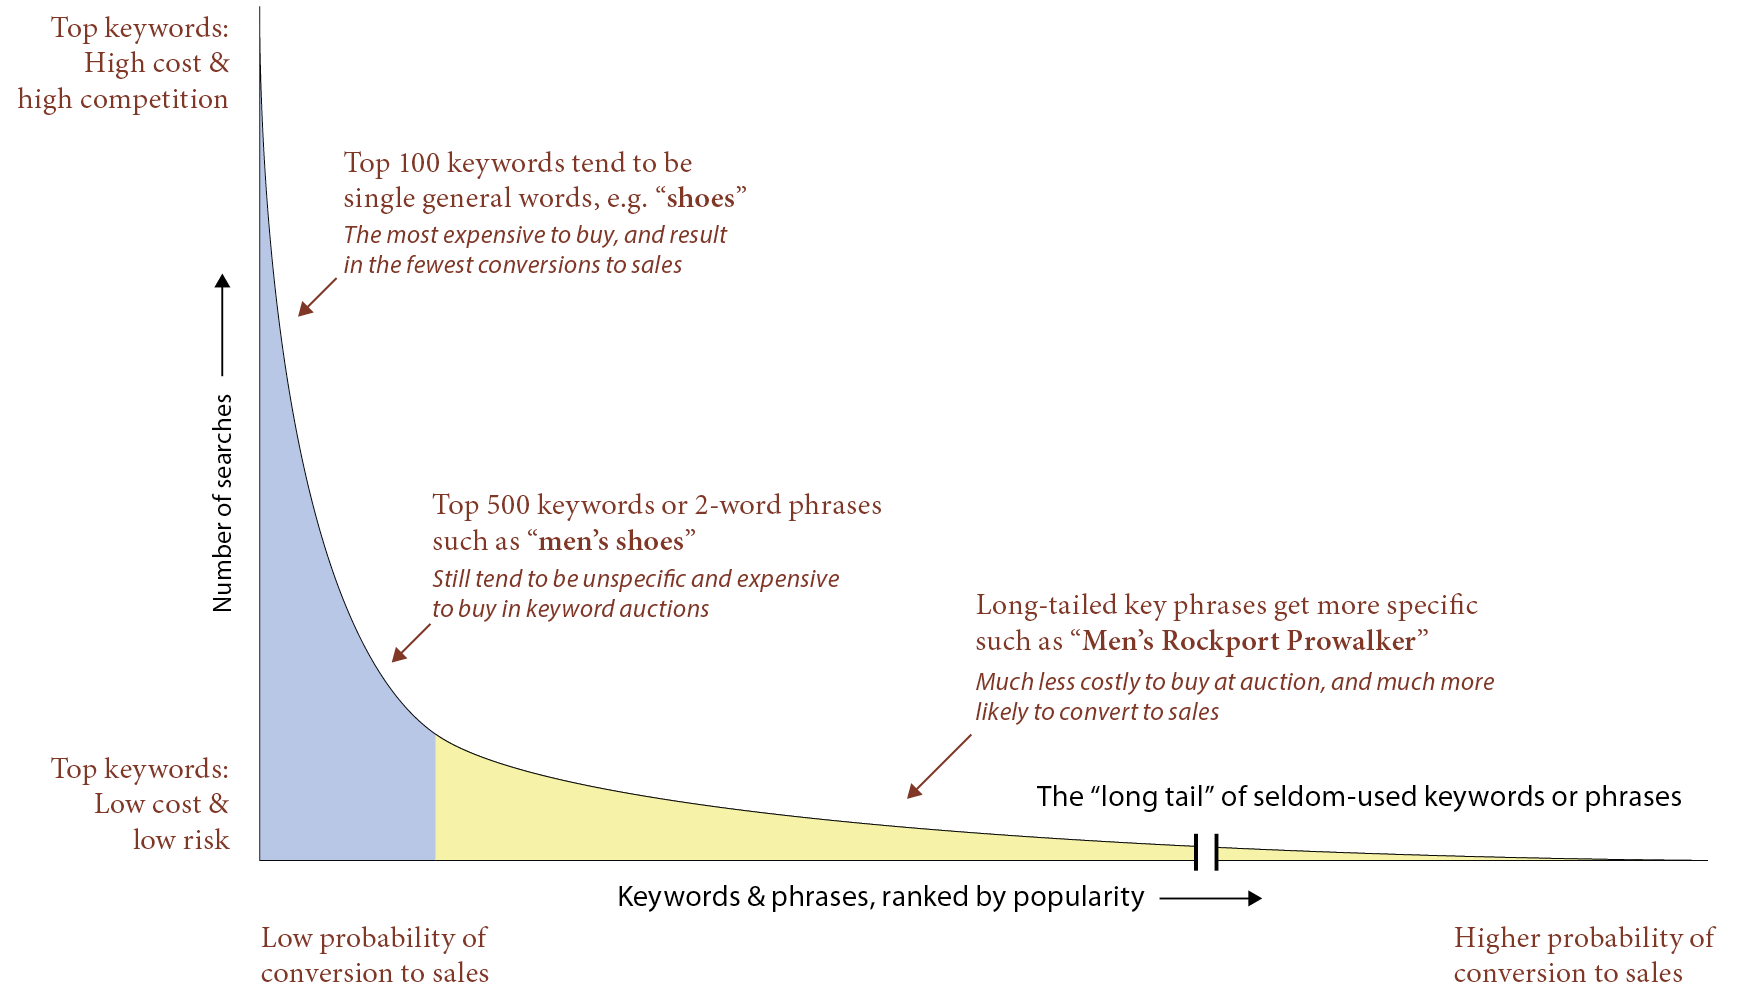 Top keywords:
High cost &
high competition
Top 100 keywords tend to be
single general words, e.g. “shoes”
The most expensive to buy, and result
in the fewest conversions to sales
Number of searches
Top 500 keywords or 2-word phrases
such as “men’s shoes”
Still tend to be unspecific and expensive
to buy in keyword auctions
Long-tailed key phrases get more specific
such as “Men’s Rockport Prowalker”
Much less costly to buy at auction, and much more
likely to convert to sales
Top keywords:
Low cost &
low risk
The “long tail” of seldom-used keywords or phrases
Keywords & phrases, ranked by popularity
Low probability of
conversion to sales
Higher probability of
conversion to sales